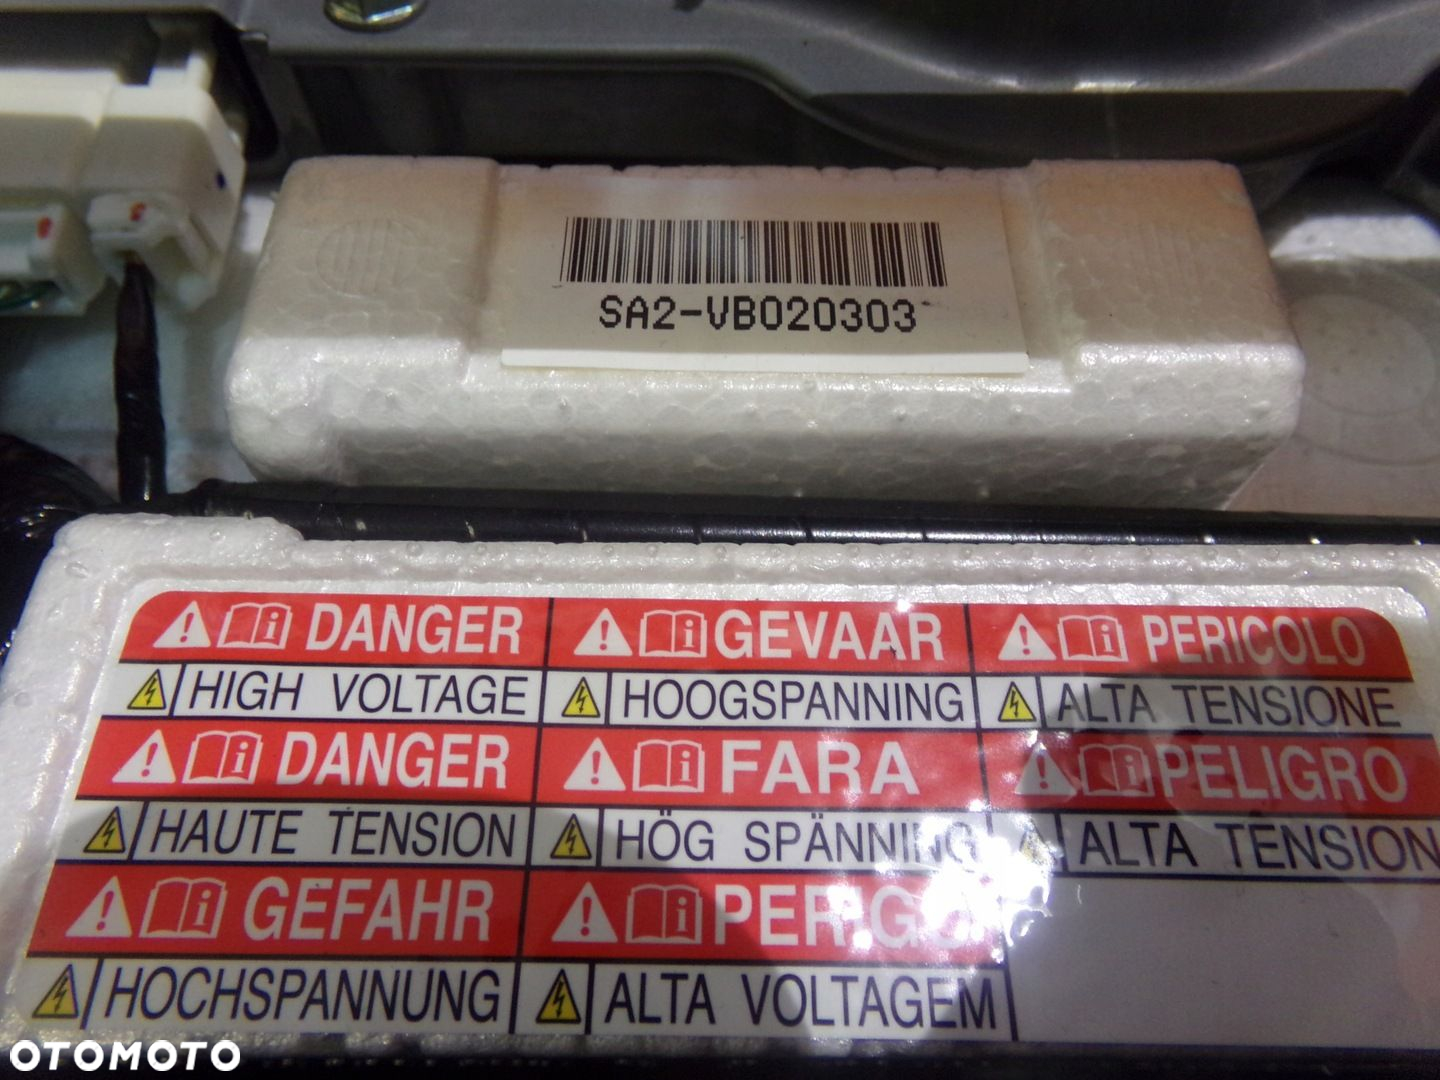 SA2-VB020303
DANGER GEVAAR PERICOLO
HIGH VOLTAGE HOOGSPANNING ALTA TENSIONE
DANGER FARA PELIGRO
HAUTE TENSION HÖG SPÄNNING ALTA TENSION
GEFAHR PERIGO
HOCHSPANNUNG ALTA VOLTAGEM
OTOMOTO